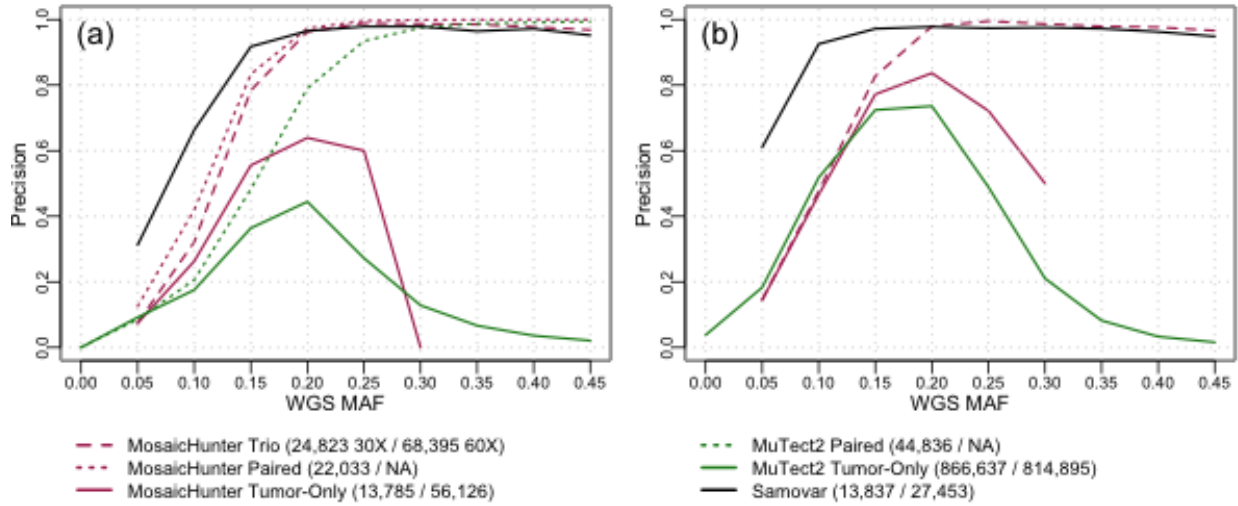 (a)
Precision
1.0
0.8
0.6
0.4
0.2
0.0
0.00 0.05 0.10 0.15 0.20 0.25 0.30 0.35 0.40 0.45
WGS MAF
(b)
Precision
1.0
0.8
0.6
0.4
0.2
0.0
0.00 0.05 0.10 0.15 0.20 0.25 0.30 0.35 0.40 0.45
WGS MAF
MosaicHunter Trio (24,823 30X / 68,395 60X)
MosaicHunter Paired (22,033 / NA)
MosaicHunter Tumor-Only (13,785 / 56,126)
MuTect2 Paired (44,836 / NA)
MuTect2 Tumor-Only (866,637 / 814,895)
Samovar (13,837 / 27,453)